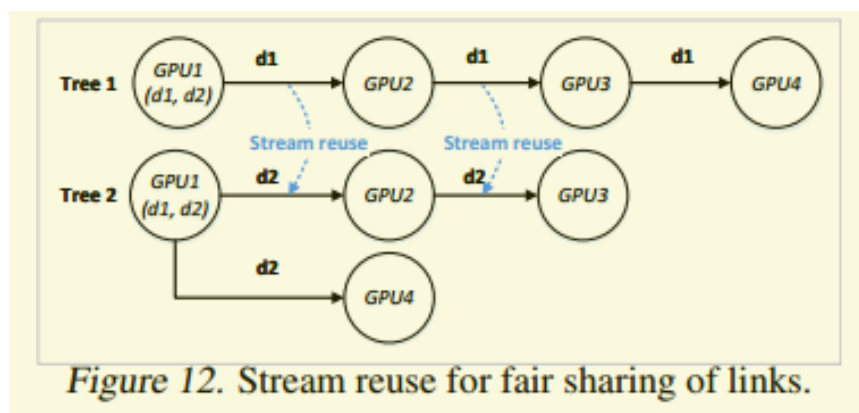 d1 d1 d1
Tree 1 GPU1 (d1, d2) GPU2 GPU3 GPU4
Stream reuse Stream reuse
d2 d2
Tree 2 GPU1 (d1, d2) GPU2 GPU3
d2
GPU4
Figure 12. Stream reuse for fair sharing of links.